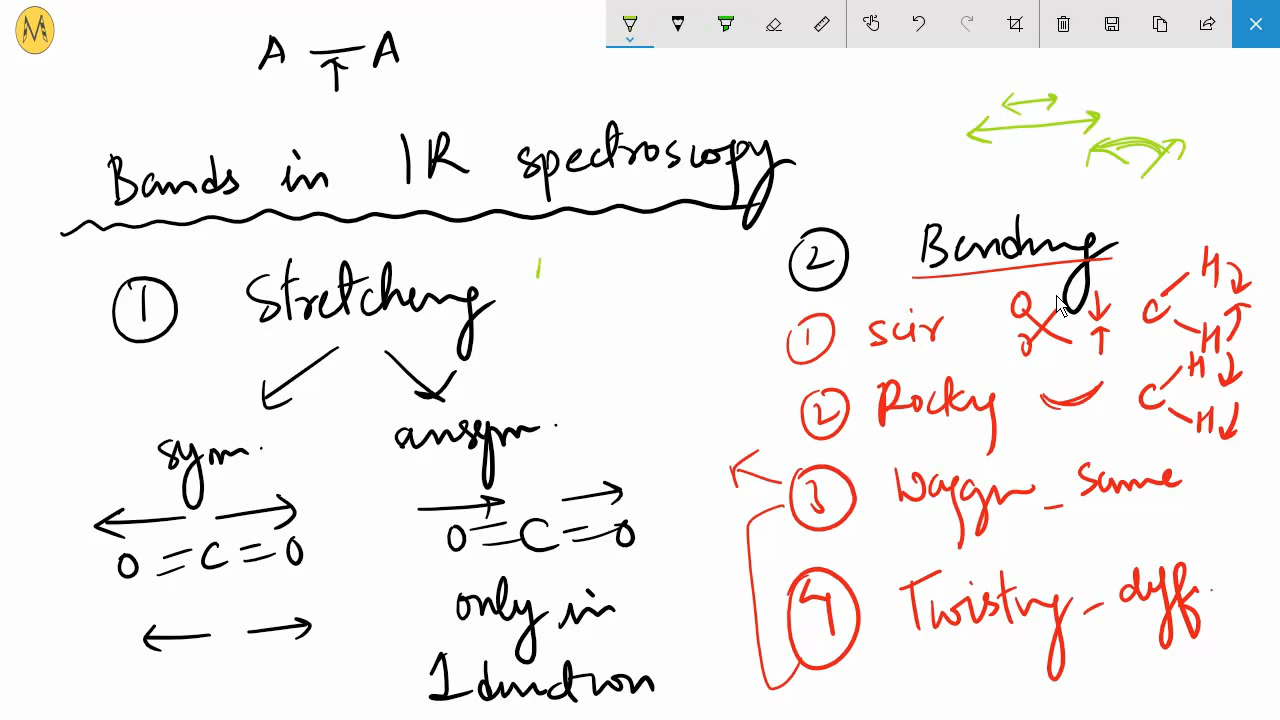 M
A — A
Bands in IR spectroscopy
① Stretching
sym.
O = C = O
ansym.
O = C = O
only in
1 direction
② Bending
① scir
C H H
② Rocky
C H H
③ Waggn - same
④ Twistng - diff.